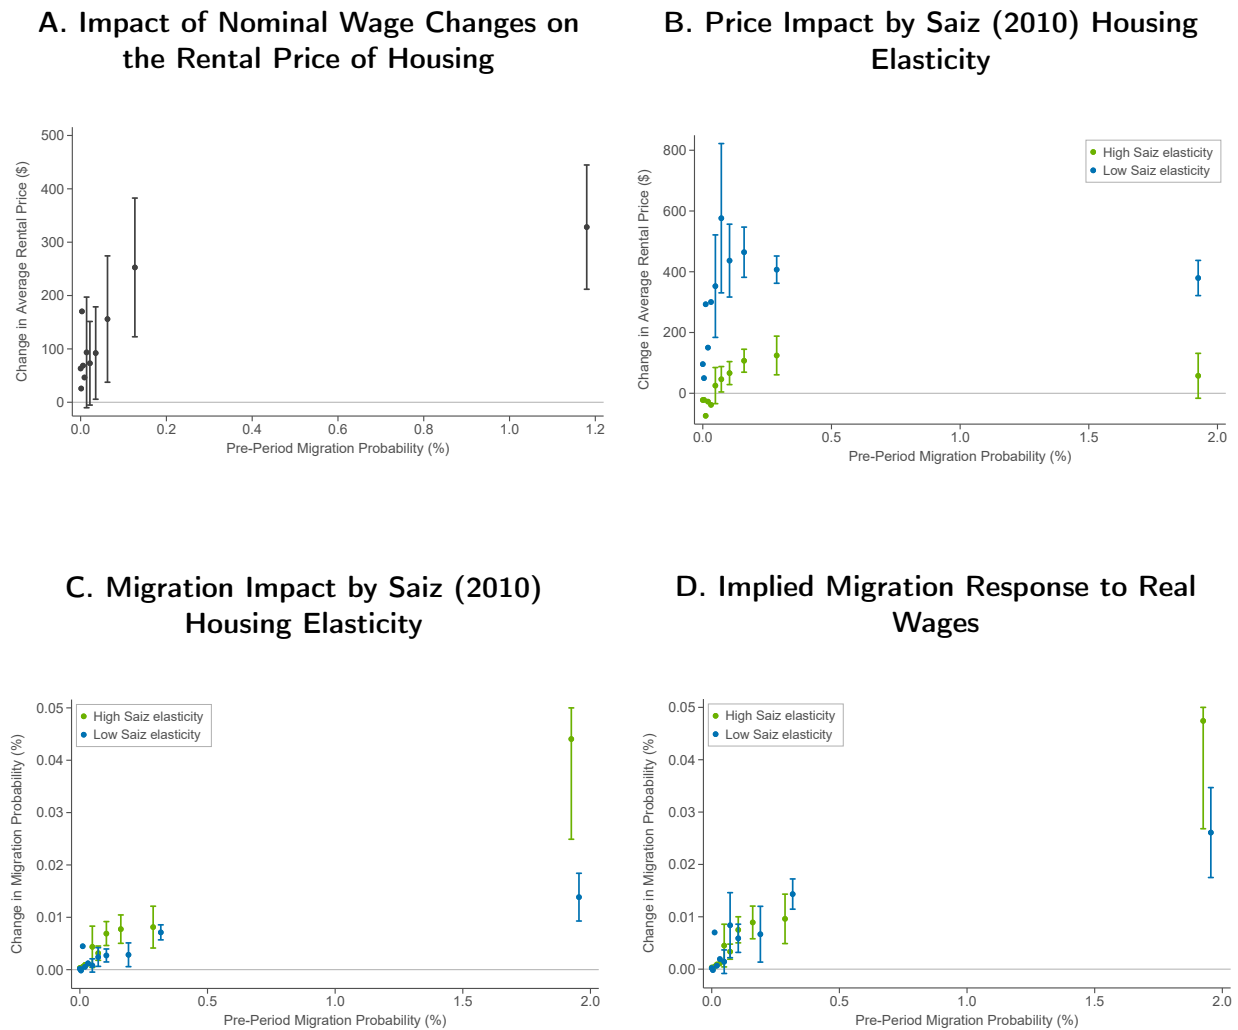 A. Impact of Nominal Wage Changes on
the Rental Price of Housing
Change in Average Rental Price ($)
500
400
300
200
100
0
0.0 0.2 0.4 0.6 0.8 1.0 1.2
Pre-Period Migration Probability (%)
B. Price Impact by Saiz (2010) Housing
Elasticity
High Saiz elasticity
Low Saiz elasticity
Change in Average Rental Price ($)
800
600
400
200
0
0.0 0.5 1.0 1.5 2.0
Pre-Period Migration Probability (%)
C. Migration Impact by Saiz (2010)
Housing Elasticity
High Saiz elasticity
Low Saiz elasticity
Change in Migration Probability (%)
0.05
0.04
0.03
0.02
0.01
0.00
0.0 0.5 1.0 1.5 2.0
Pre-Period Migration Probability (%)
D. Implied Migration Response to Real
Wages
High Saiz elasticity
Low Saiz elasticity
Change in Migration Probability (%)
0.05
0.04
0.03
0.02
0.01
0.00
0.0 0.5 1.0 1.5 2.0
Pre-Period Migration Probability (%)